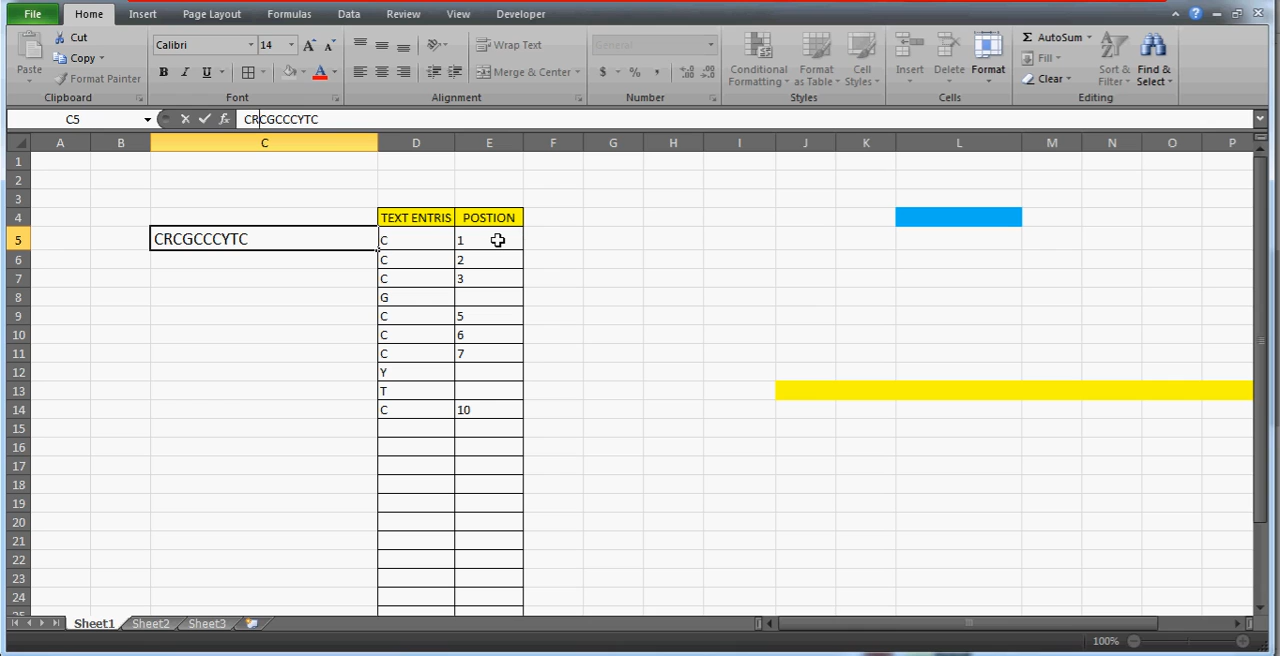 File Home Insert Page Layout Formulas Data Review View Developer
Cut
Copy
Format Painter
Paste
Clipboard
Calibri 14
B I U A
Font
Wrap Text
Merge & Center
Alignment
General
$ % ,
Number
Conditional Formatting
Format as Table
Cell Styles
Styles
Insert Delete Format
Cells
AutoSum
Fill
Clear
Sort & Filter
Find & Select
Editing
C5 fx CRCGCCCYTC
A B C D E F G H I J K L M N O P
1
2
3
4 TEXT ENTRIS POSTION
5 CRCGCCCYTC C 1
6 C 2
7 C 3
8 G
9 C 5
10 C 6
11 C 7
12 Y
13 T
14 C 10
15
16
17
18
19
20
21
22
23
24
25
Sheet1 Sheet2 Sheet3
100%